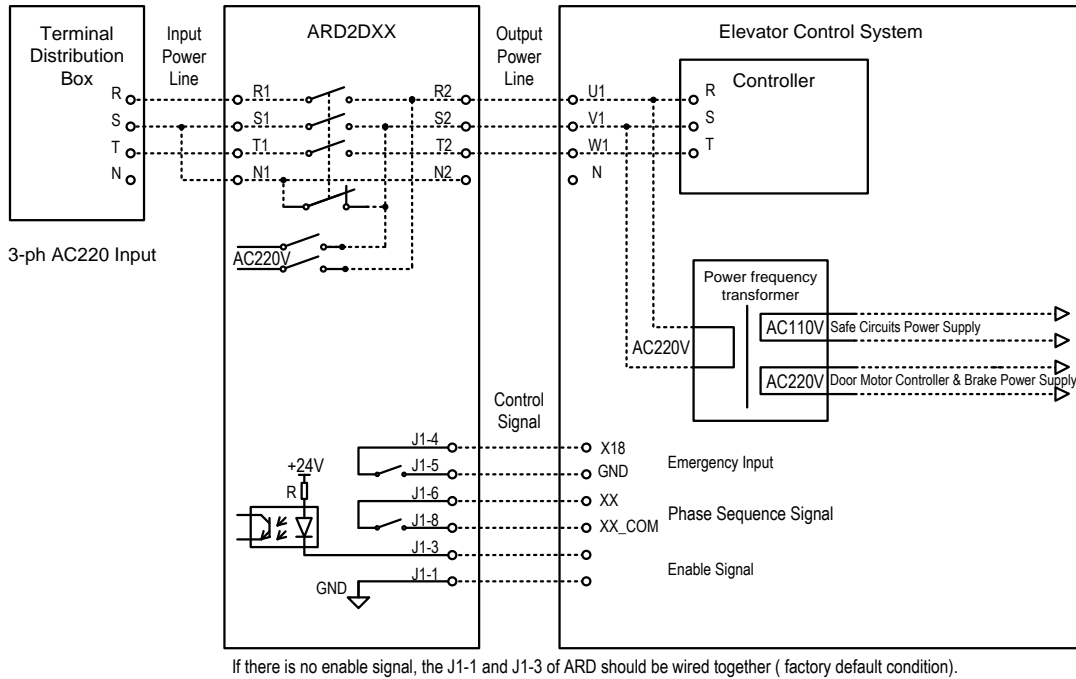 Terminal
Distribution
Box
R
S
T
N
3-ph AC220 Input
Input
Power
Line
ARD2DXX
R1
R2
S1
S2
T1
T2
N1
N2
AC220V
Output
Power
Line
Elevator Control System
Controller
U1
V1
W1
N
R
S
T
Power frequency
transformer
AC220V
AC110V
Safe Circuits Power Supply
AC220V
Door Motor Controller & Brake Power Supply
Control
Signal
+24V
R
GND
J1-4
J1-5
J1-6
J1-8
J1-3
J1-1
X18
GND
Emergency Input
XX
XX_COM
Phase Sequence Signal
Enable Signal
If there is no enable signal, the J1-1 and J1-3 of ARD should be wired together ( factory default condition).